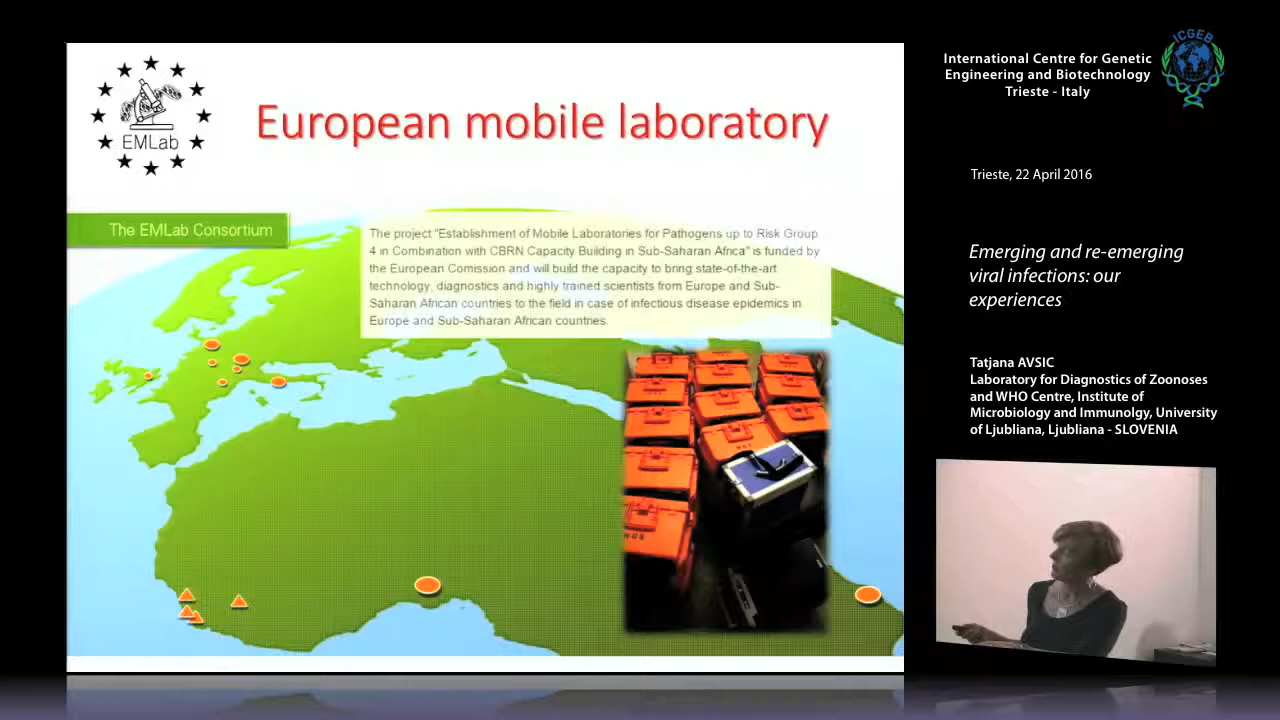 EMLab
European mobile laboratory
The EMLab Consortium
The project "Establishment of Mobile Laboratories for Pathogens up to Risk Group
4 in Combination with CBRN Capacity Building in Sub-Saharan Africa" is funded by
the European Comission and will build the capacity to bring state-of-the-art
technology, diagnostics and highly trained scientists from Europe and Sub-
Saharan African countries to the field in case of infectious disease epidemics in
Europe and Sub-Saharan African countries.
International Centre for Genetic
Engineering and Biotechnology
Trieste - Italy
ICGEB
Trieste, 22 April 2016
Emerging and re-emerging
viral infections: our
experiences
Tatjana AVSIC
Laboratory for Diagnostics of Zoonoses
and WHO Centre, Institute of
Microbiology and Immunolgy, University
of Ljubliana, Ljubliana - SLOVENIA